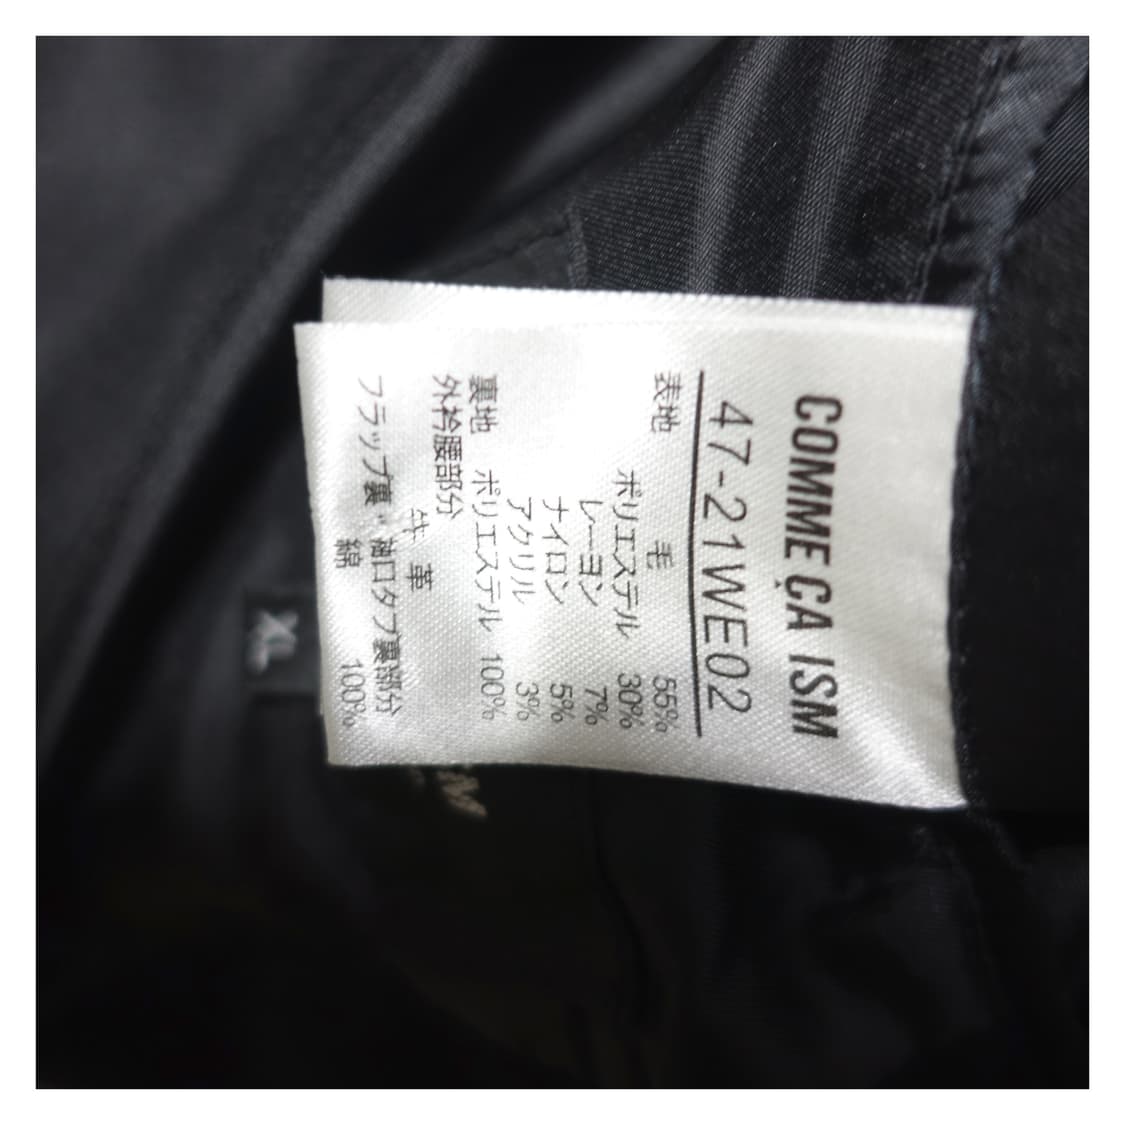 COMME ÇA ISM
47-21WE02
表地 毛 55%
ポリエステル 30%
レーヨン 7%
ナイロン 5%
アクリル 3%
裏地 ポリエステル 100%
外衿腰部分
牛革
フラップ裏・袖口タブ裏部分
綿 100%
XL